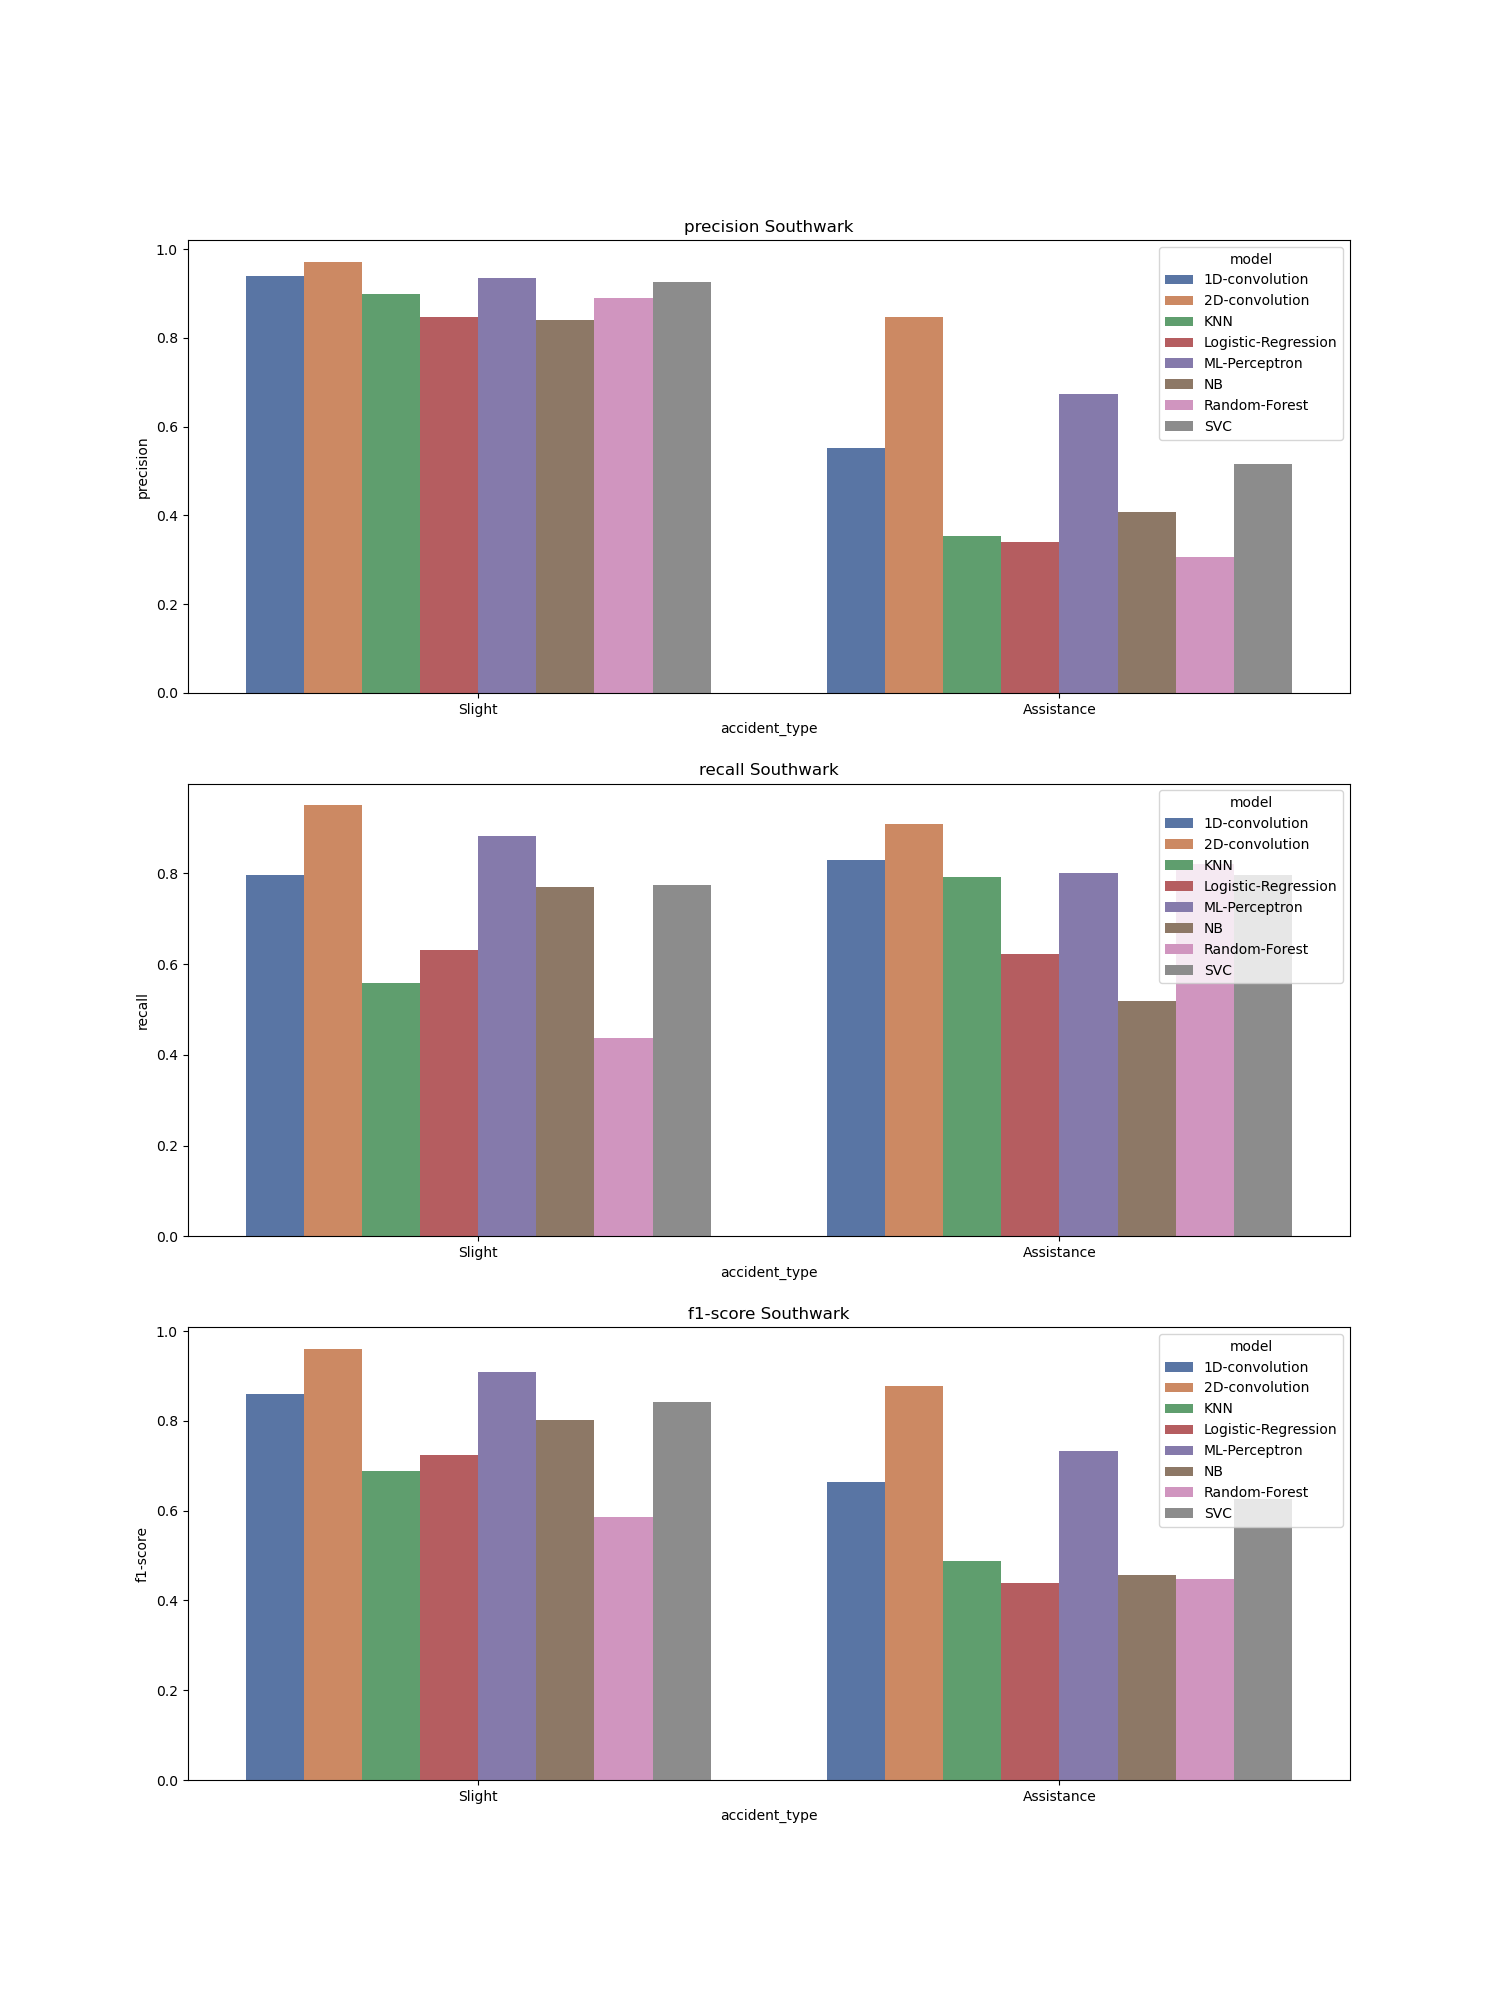 precision Southwark
1.0
0.8
0.6
0.4
0.2
0.0
precision
model
1D-convolution
2D-convolution
KNN
Logistic-Regression
ML-Perceptron
NB
Random-Forest
SVC
Slight
Assistance
accident_type
recall Southwark
0.8
0.6
0.4
0.2
0.0
recall
model
1D-convolution
2D-convolution
KNN
Logistic-Regression
ML-Perceptron
NB
Random-Forest
SVC
Slight
Assistance
accident_type
f1-score Southwark
1.0
0.8
0.6
0.4
0.2
0.0
f1-score
model
1D-convolution
2D-convolution
KNN
Logistic-Regression
ML-Perceptron
NB
Random-Forest
SVC
Slight
Assistance
accident_type